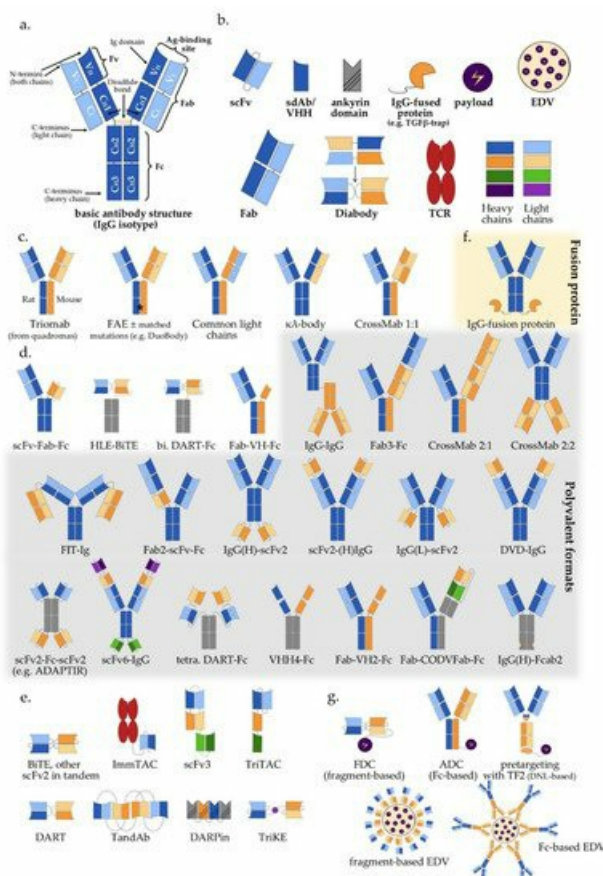 a.
Ig domain
Ag-binding
site
N-termini
(both chains)
Fv
VH
VL
Disulfide
bond
CH1
CL
Fab
C-terminus
(light chain)
CH2
CH2
Fc
CH3
CH3
C-terminus
(heavy chain)
basic antibody structure
(IgG isotype)
b.
scFv
sdAb/
VHH
ankyrin
domain
IgG-fused
protein
(e.g. TGFβ-trap)
payload
EDV
Fab
Diabody
TCR
Heavy
chains
Light
chains
c.
Rat
Mouse
Triomab
(from quadromas)
FAE ± matched
mutations (e.g. DuoBody)
Common light
chains
κλ-body
CrossMab 1:1
f.
IgG-fusion protein
Fusion protein
d.
scFv-Fab-Fc
HLE-BiTE
bi. DART-Fc
Fab-VH-Fc
IgG-IgG
Fab3-Fc
CrossMab 2:1
CrossMab 2:2
FIT-Ig
Fab2-scFv-Fc
IgG(H)-scFv2
scFv2-(H)IgG
IgG(L)-scFv2
DVD-IgG
Polyvalent formats
scFv2-Fc-scFv2
(e.g. ADAPTIR)
scFv6-IgG
tetra. DART-Fc
VHH4-Fc
Fab-VH2-Fc
Fab-CODVFab-Fc
IgG(H)-Fcab2
e.
BiTE, other
scFv2 in tandem
ImmTAC
scFv3
TriTAC
DART
TandAb
DARPin
TriKE
g.
FDC
(fragment-based)
ADC
(Fc-based)
pretargeting
with TF2 (DNL-based)
fragment-based EDV
Fc-based EDV